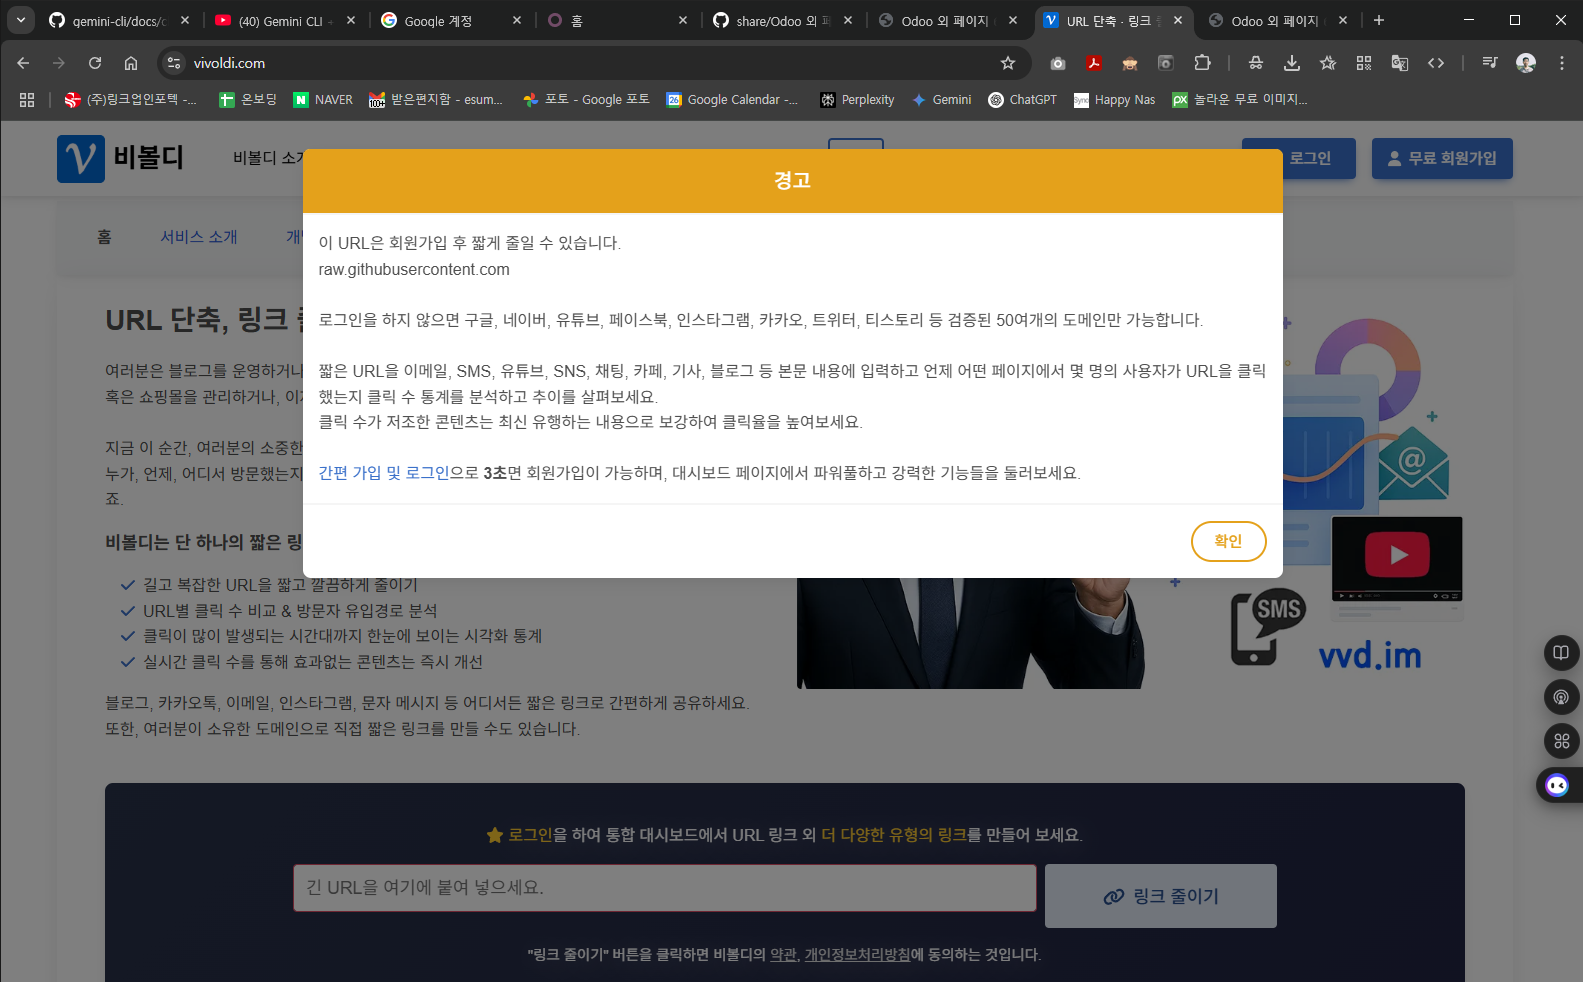 gemini-cli/docs/c
(40) Gemini CLI -
Google 계정
홈
share/Odoo 외 페
Odoo 외 페이지
URL 단축 · 링크
Odoo 외 페이지
vivoldi.com
(주)링크업인포텍 -...
온보딩
NAVER
받은편지함 - esum...
포토 - Google 포토
Google Calendar -...
Perplexity
Gemini
ChatGPT
Happy Nas
놀라운 무료 이미지...
비볼디
비볼디 소개
로그인
무료 회원가입
경고
홈
서비스 소개
이 URL은 회원가입 후 짧게 줄일 수 있습니다.
raw.githubusercontent.com
로그인을 하지 않으면 구글, 네이버, 유튜브, 페이스북, 인스타그램, 카카오, 트위터, 티스토리 등 검증된 50여개의 도메인만 가능합니다.
짧은 URL을 이메일, SMS, 유튜브, SNS, 채팅, 카페, 기사, 블로그 등 본문 내용에 입력하고 언제 어떤 페이지에서 몇 명의 사용자가 URL을 클릭
했는지 클릭 수 통계를 분석하고 추이를 살펴보세요.
클릭 수가 저조한 콘텐츠는 최신 유행하는 내용으로 보강하여 클릭율을 높여보세요.
간편 가입 및 로그인으로 3초면 회원가입이 가능하며, 대시보드 페이지에서 파워풀하고 강력한 기능들을 둘러보세요.
확인
URL 단축, 링크
여러분은 블로그를 운영하거나
혹은 쇼핑몰을 관리하거나,
지금 이 순간, 여러분의 소중한
누가, 언제, 어디서 방문했는지
죠.
비볼디는 단 하나의 짧은 링
길고 복잡한 URL을 짧고 깔끔하게 줄이기
URL별 클릭 수 비교 & 방문자 유입경로 분석
클릭이 많이 발생되는 시간대까지 한눈에 보이는 시각화 통계
실시간 클릭 수를 통해 효과없는 콘텐츠는 즉시 개선
블로그, 카카오톡, 이메일, 인스타그램, 문자 메시지 등 어디서든 짧은 링크로 간편하게 공유하세요.
또한, 여러분이 소유한 도메인으로 직접 짧은 링크를 만들 수도 있습니다.
SMS
vvd.im
로그인을 하여 통합 대시보드에서 URL 링크 외 더 다양한 유형의 링크를 만들어 보세요.
긴 URL을 여기에 붙여 넣으세요.
링크 줄이기
"링크 줄이기" 버튼을 클릭하면 비볼디의 약관, 개인정보처리방침에 동의하는 것입니다.